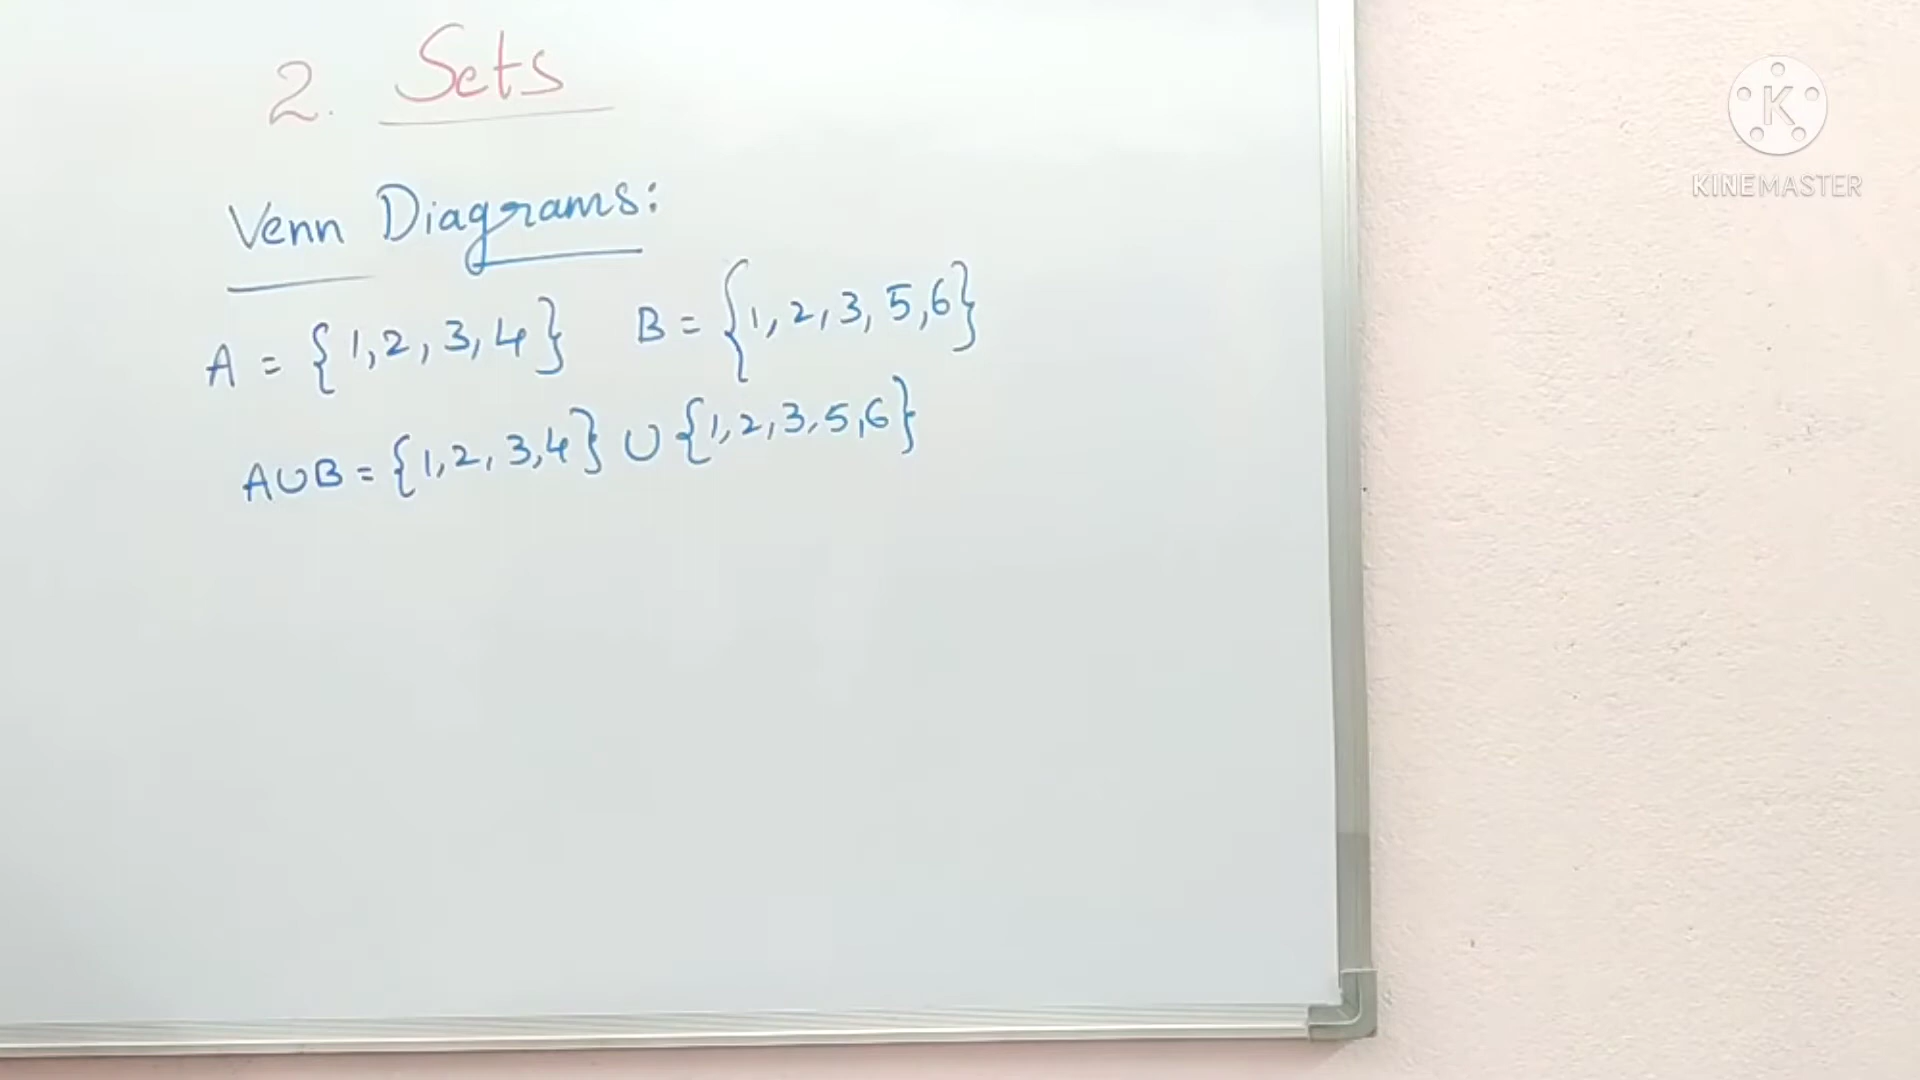 2. Sets
Venn Diagrams:
A = {1,2,3,4} B = {1,2,3,5,6}
A∪B = {1,2,3,4} ∪ {1,2,3,5,6}
K
KINEMASTER